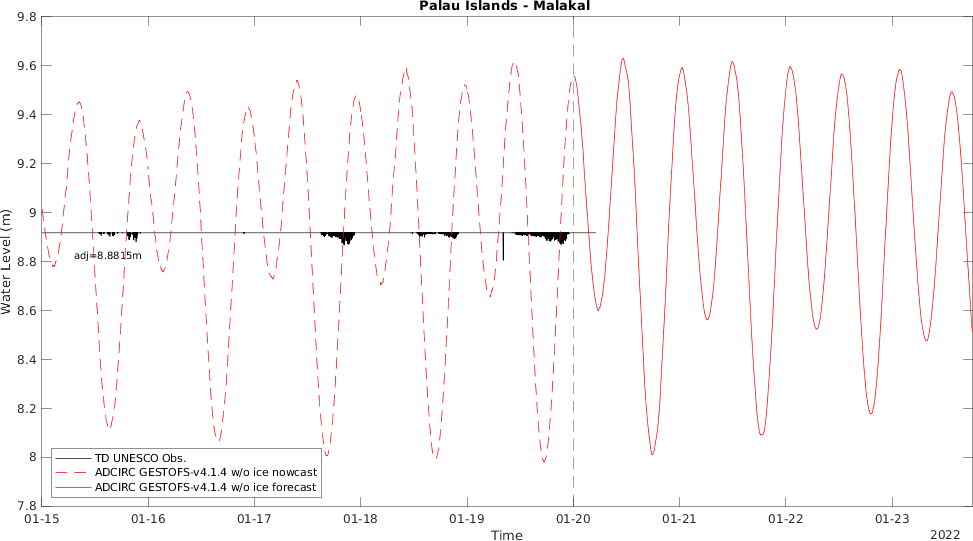 Palau Islands - Malakal
9.8
9.6
9.4
9.2
9
8.8
8.6
8.4
8.2
8
7.8
Water Level (m)
adj=8.8815m
TD UNESCO Obs.
ADCIRC GESTOFS-v4.1.4 w/o ice nowcast
ADCIRC GESTOFS-v4.1.4 w/o ice forecast
01-15 01-16 01-17 01-18 01-19 01-20 01-21 01-22 01-23
Time
2022